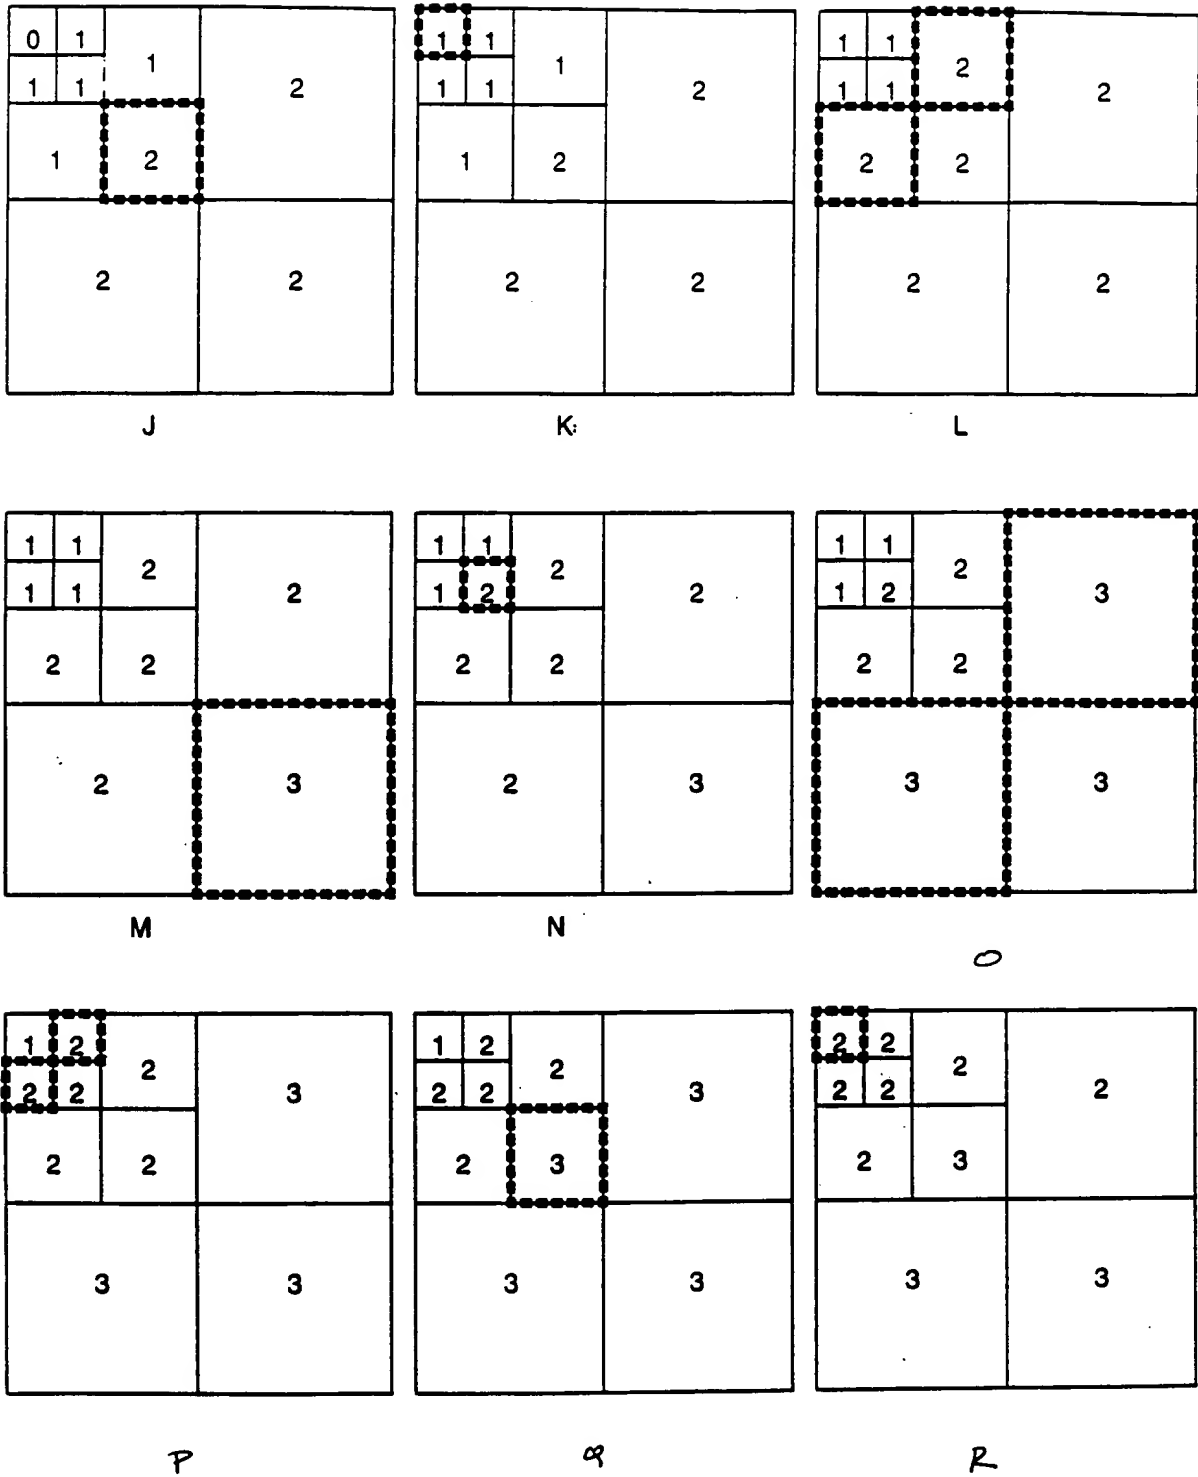 0 1 1 2 1 1 2
1 1 1 1 1 1 2 2
1 2 1 2 2 2
2 2 2 2 2 2
J K: L
1 1 2 2 1 1 2 2 1 1 2 3
1 1 1 2 1 2
2 2 2 2 2 2
2 3 2 3 3 3
M N O
1 2 2 3 1 2 2 3 2 2 2 2
2 2 2 2 2 2
2 2 2 3 2 3
3 3 3 3 3 3
P Q R